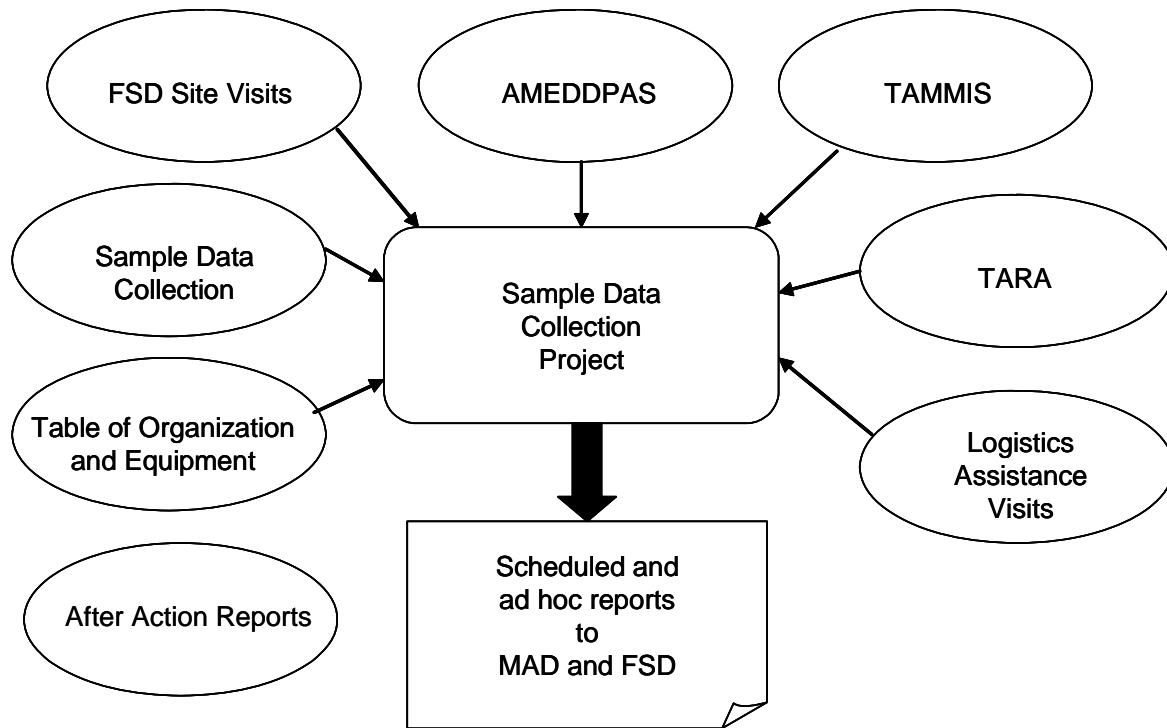 FSD Site Visits
AMEDDPAS
TAMMIS
Sample Data
Collection
Sample Data
Collection
Project
TARA
Table of Organization
and Equipment
Logistics
Assistance
Visits
After Action Reports
Scheduled and
ad hoc reports
to
MAD and FSD